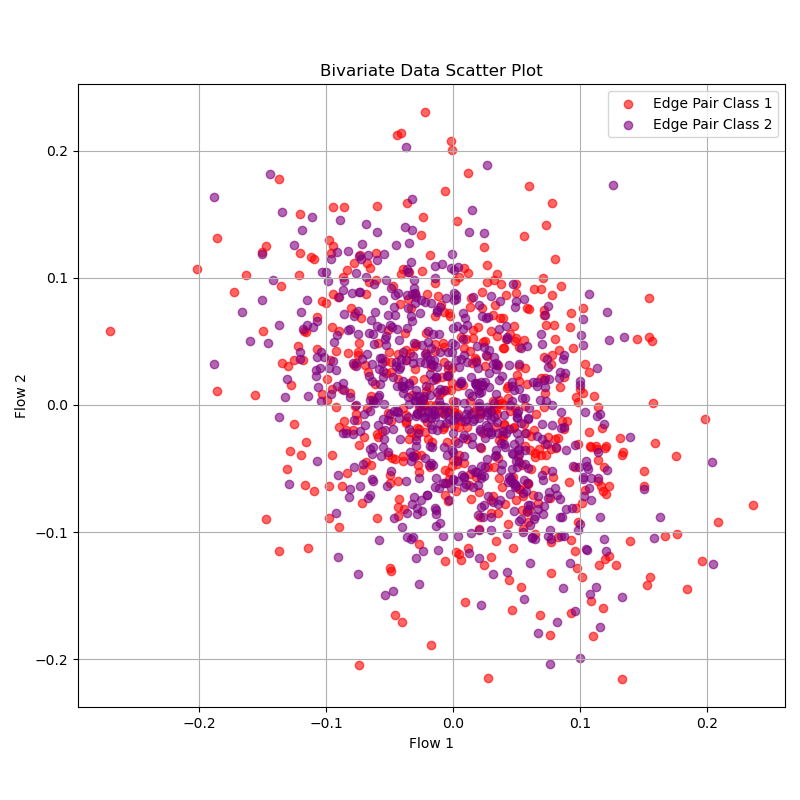 Bivariate Data Scatter Plot
Edge Pair Class 1
Edge Pair Class 2
Flow 2
0.2
0.1
0.0
−0.1
−0.2
−0.2
−0.1
0.0
0.1
0.2
Flow 1